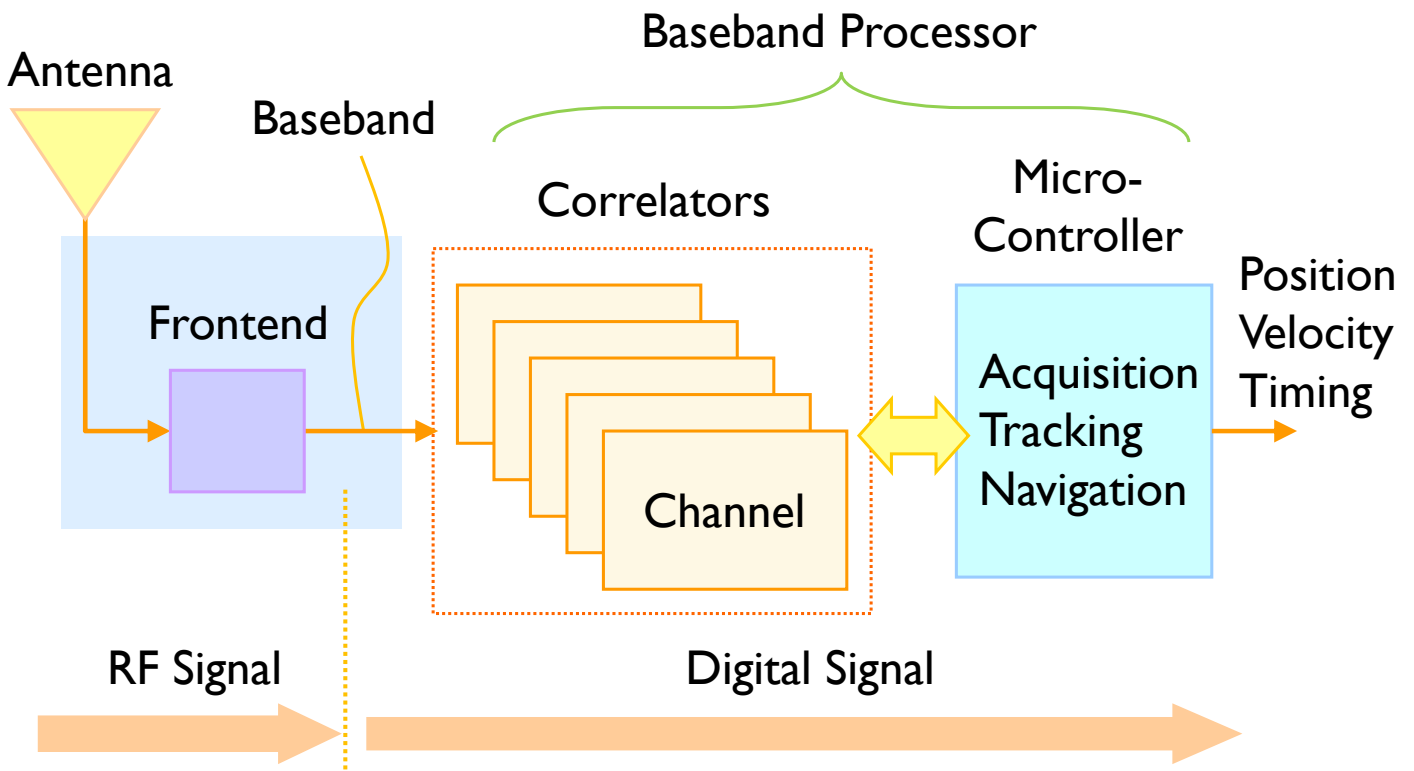 Baseband Processor
Antenna
Baseband
Correlators
Micro-
Controller
Frontend
Channel
Acquisition
Tracking
Navigation
Position
Velocity
Timing
RF Signal
Digital Signal